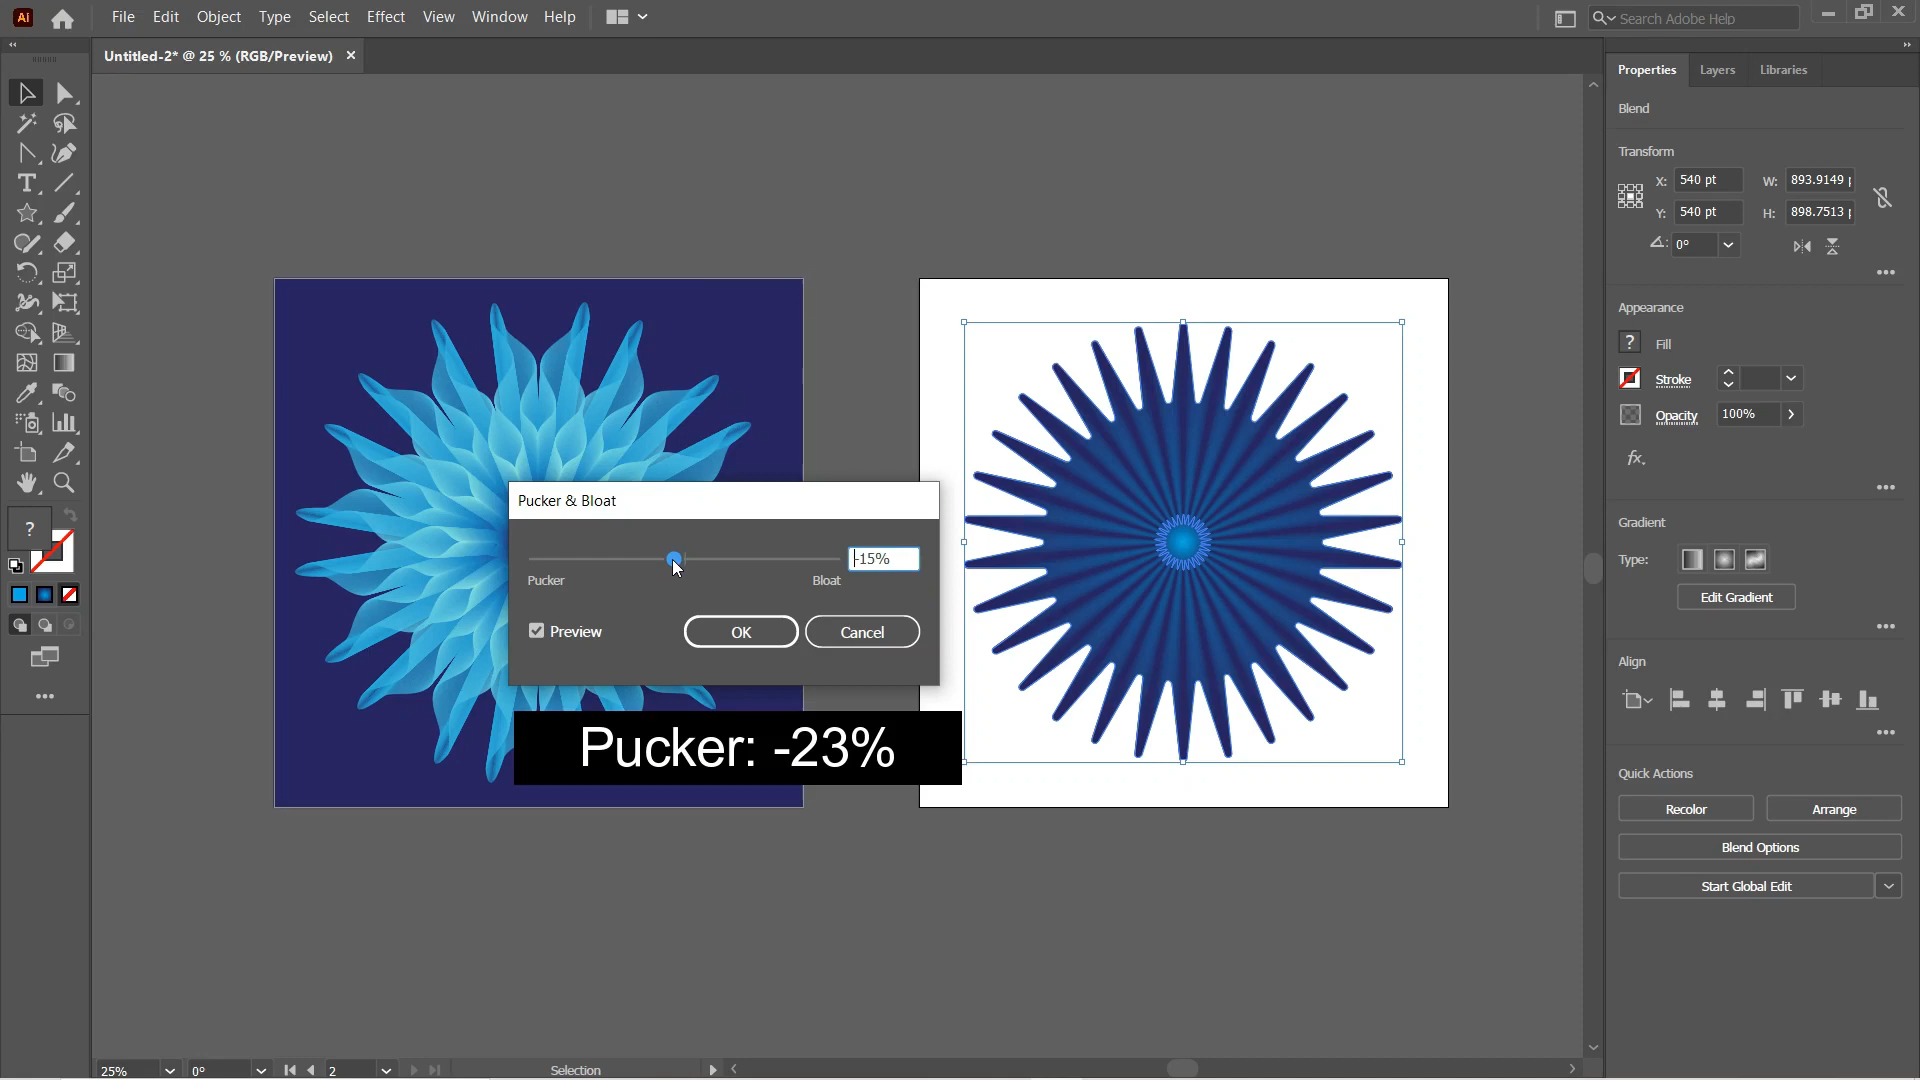 Ai File Edit Object Type Select Effect View Window Help
Search Adobe Help
Untitled-2* @ 25 % (RGB/Preview)
Properties Layers Libraries
Blend
Transform
X: 540 pt W: 893.9149 p
Y: 540 pt H: 898.7513 p
0°
Appearance
? Fill
Stroke
Opacity 100%
fx.
Gradient
Type:
Edit Gradient
Align
Quick Actions
Recolor Arrange
Blend Options
Start Global Edit
?
Pucker & Bloat
-15%
Pucker Bloat
Preview OK Cancel
Pucker: -23%
25% 0° 2 Selection